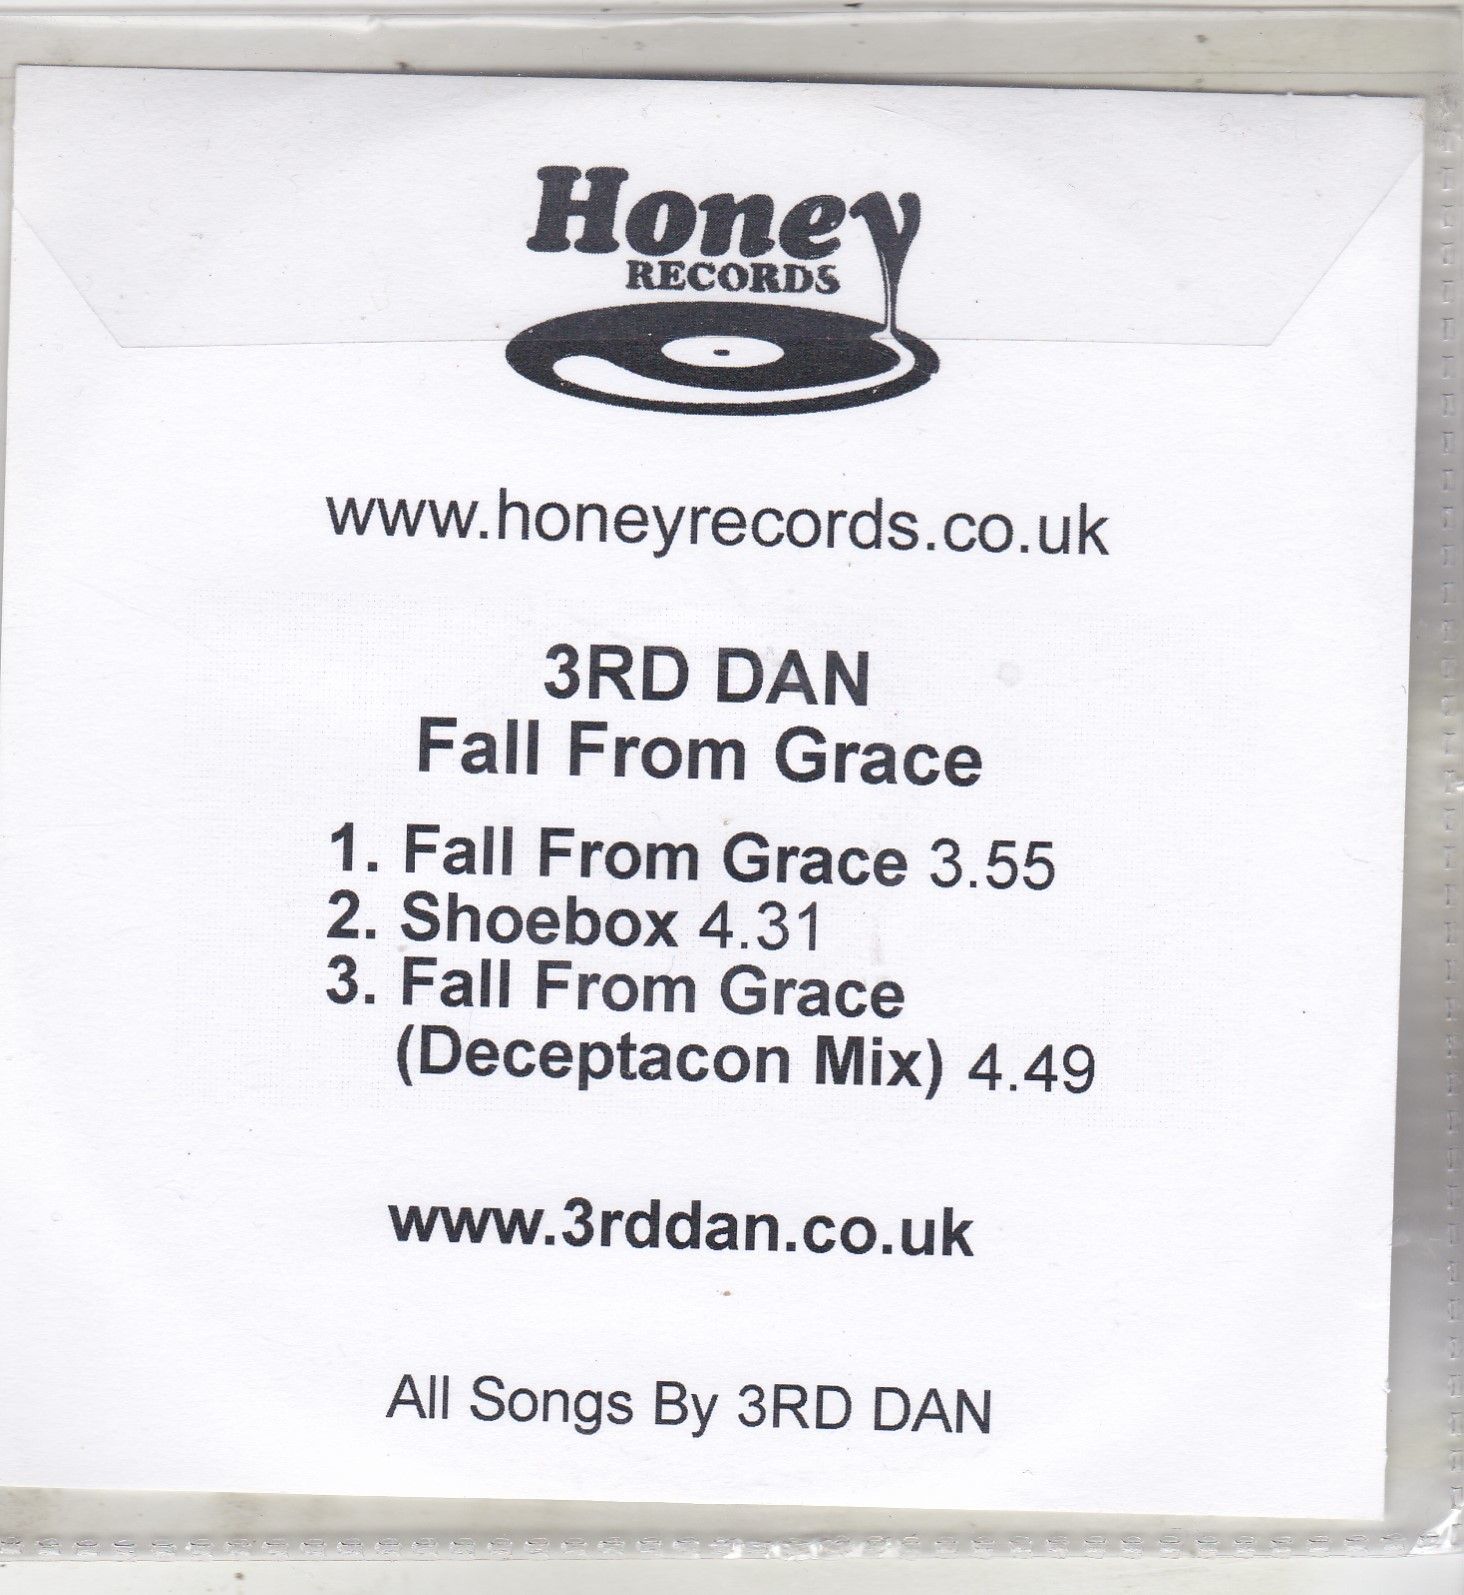 Honey
RECORDS
www.honeyrecords.co.uk
3RD DAN
Fall From Grace
1. Fall From Grace 3.55
2. Shoebox 4.31
3. Fall From Grace
(Deceptacon Mix) 4.49
www.3rddan.co.uk
All Songs By 3RD DAN